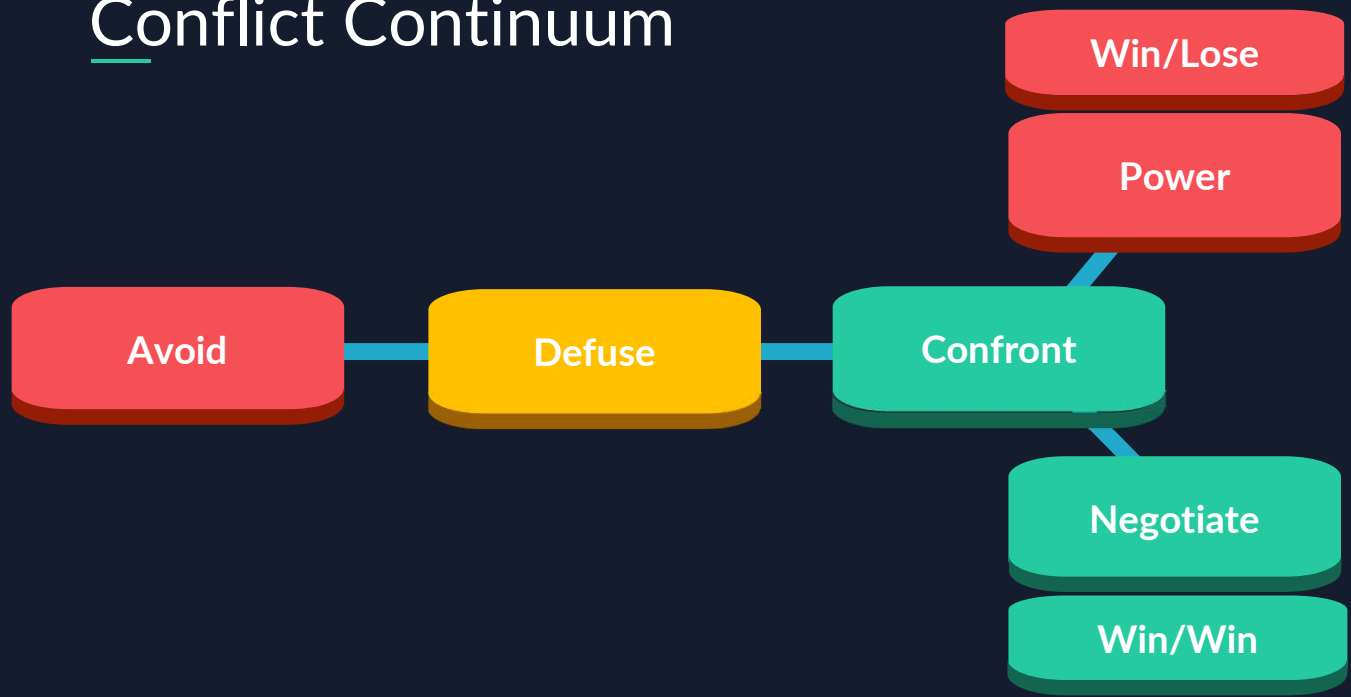 Conflict Continuum
Win/Lose
Power
Avoid
Defuse
Confront
Negotiate
Win/Win